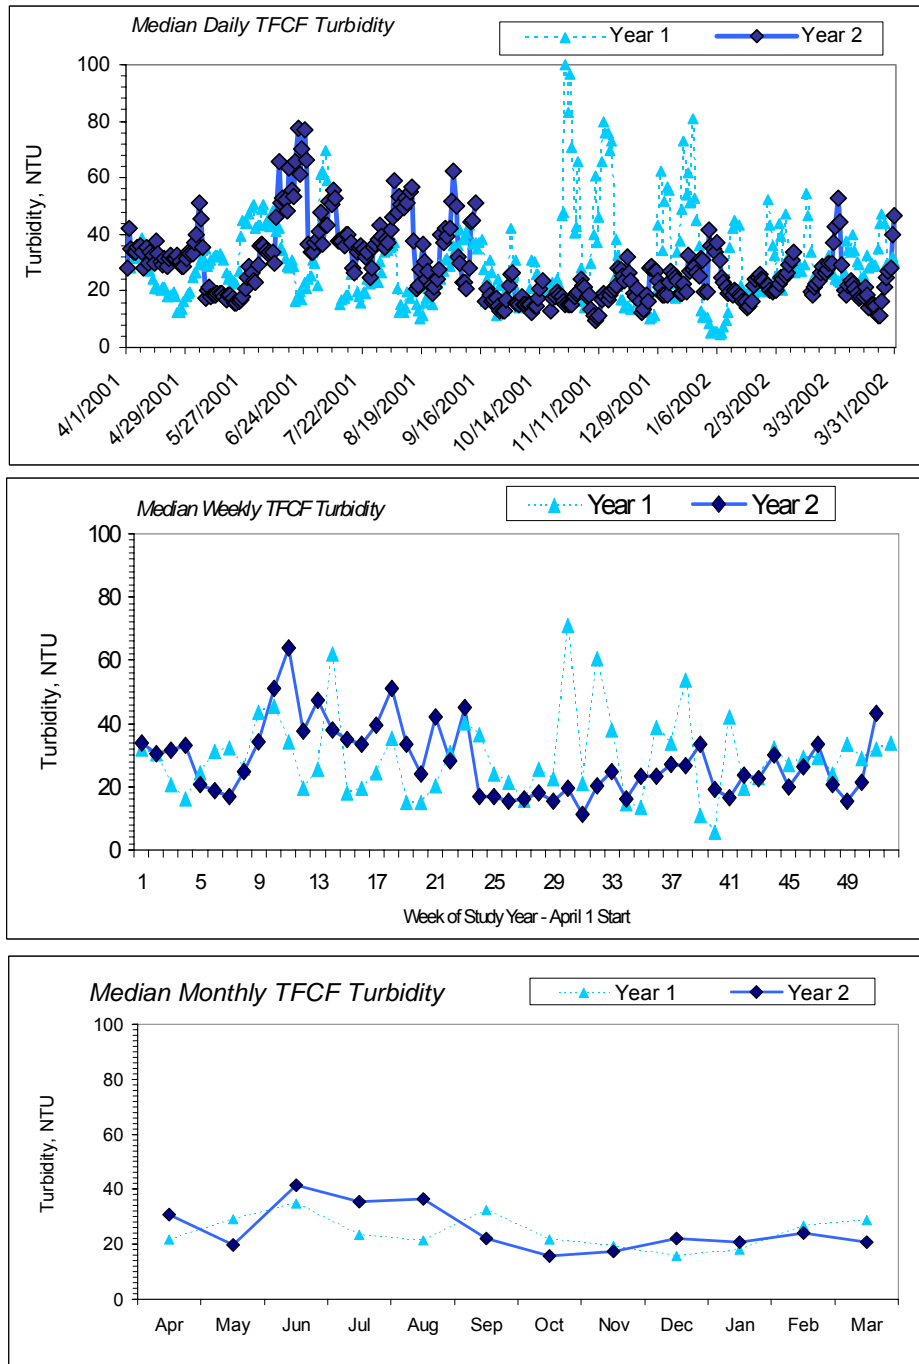 Median Daily TFCF Turbidity
Year 1 Year 2
100
80
60
40
20
0
Turbidity, NTU
4/1/2001 4/29/2001 5/27/2001 6/24/2001 7/22/2001 8/19/2001 9/16/2001 10/14/2001 11/11/2001 12/9/2001 1/6/2002 2/3/2002 3/3/2002 3/31/2002
Median Weekly TFCF Turbidity
Year 1 Year 2
100
80
60
40
20
0
Turbidity, NTU
1 5 9 13 17 21 25 29 33 37 41 45 49
Week of Study Year - April 1 Start
Median Monthly TFCF Turbidity
Year 1 Year 2
100
80
60
40
20
0
Turbidity, NTU
Apr May Jun Jul Aug Sep Oct Nov Dec Jan Feb Mar